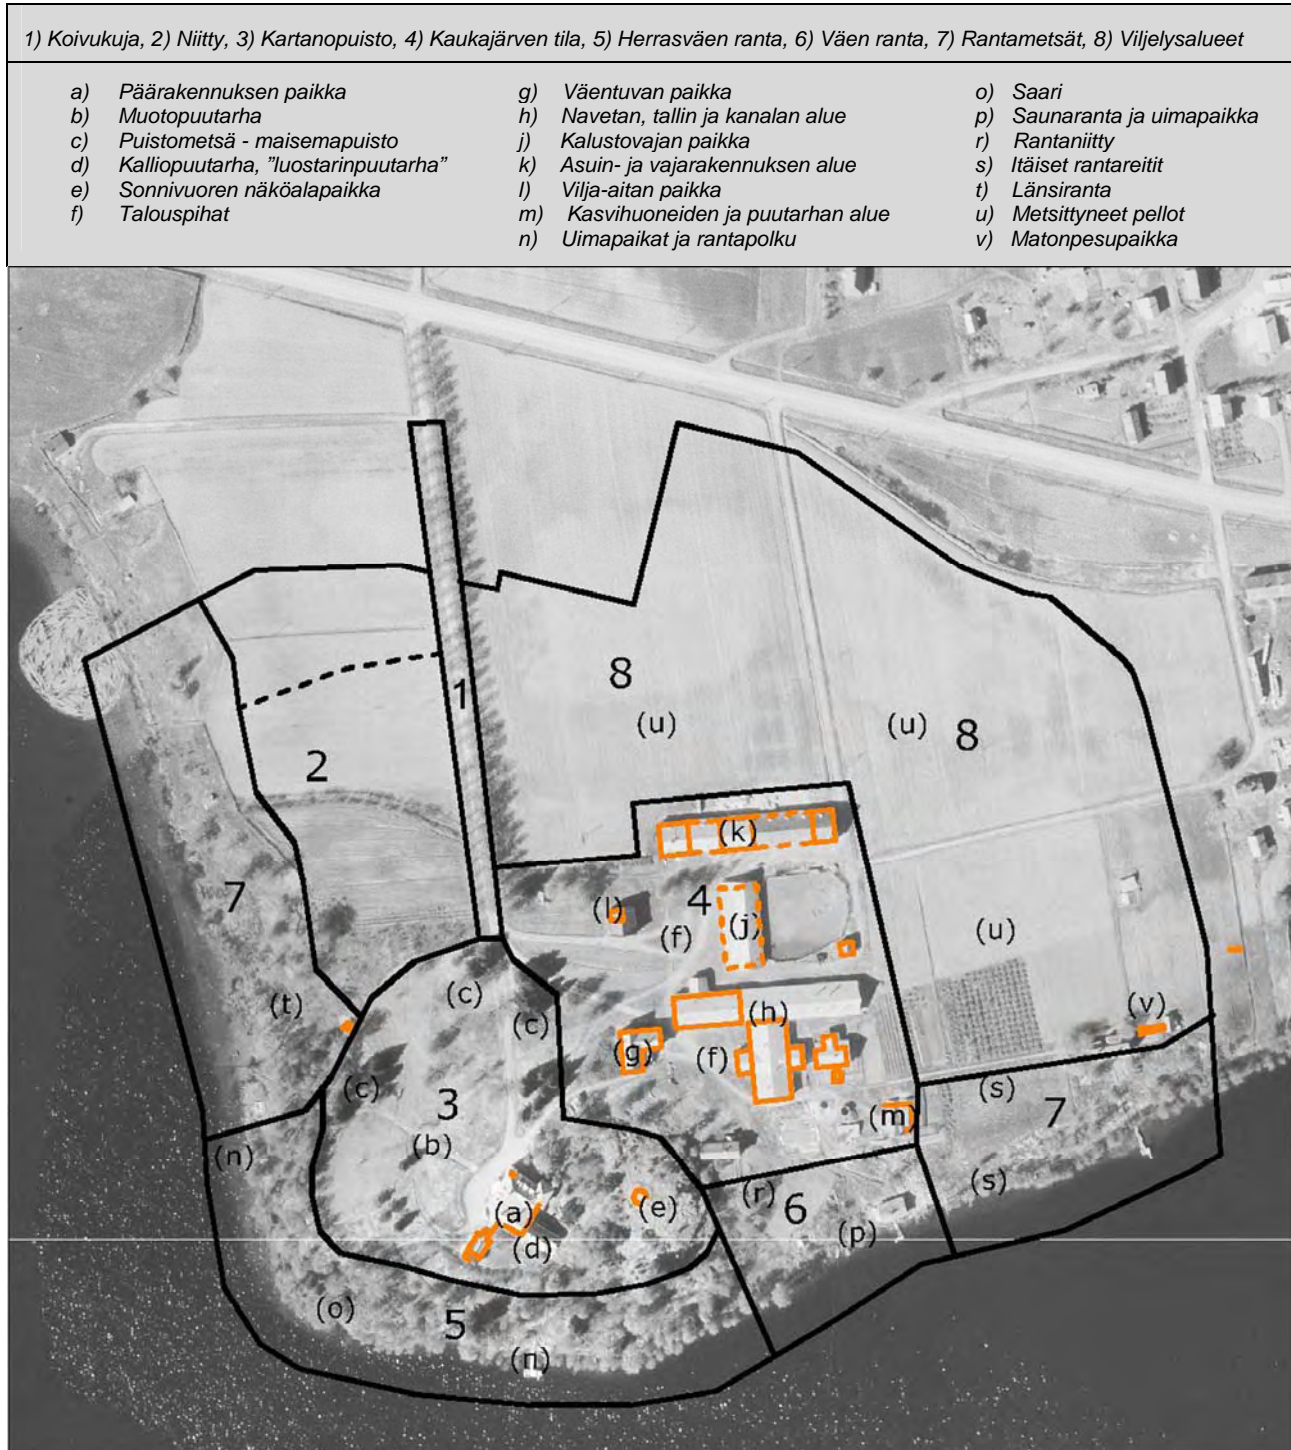 1) Koivukuja, 2) Niitty, 3) Kartanopuisto, 4) Kaukajärven tila, 5) Herrasväen ranta, 6) Väen ranta, 7) Rantametsät, 8) Viljelysalueet
a) Päärakennuksen paikka
b) Muotopuutarha
c) Puistometsä - maisemapuisto
d) Kalliopuutarha, ”luostarinpuutarha”
e) Sonnivuoren näköalapaikka
f) Talouspihat
g) Väentuvan paikka
h) Navetan, tallin ja kanalan alue
j) Kalustovajan paikka
k) Asuin- ja vajarakennuksen alue
l) Vilja-aitan paikka
m) Kasvihuoneiden ja puutarhan alue
n) Uimapaikat ja rantapolku
o) Saari
p) Saunaranta ja uimapaikka
r) Rantaniitty
s) Itäiset rantareitit
t) Länsiranta
u) Metsittyneet pellot
v) Matonpesupaikka
8
1
(u)
(u) 8
2
(k)
7
4
(l)
(j)
(f)
(u)
(c)
(t)
(c)
(h)
(v)
(g)
(f)
(c)
3
(s)
7
(m)
(b)
(n)
(s)
(r)
(e)
6
(a)
(p)
(d)
(o)
5
(n)